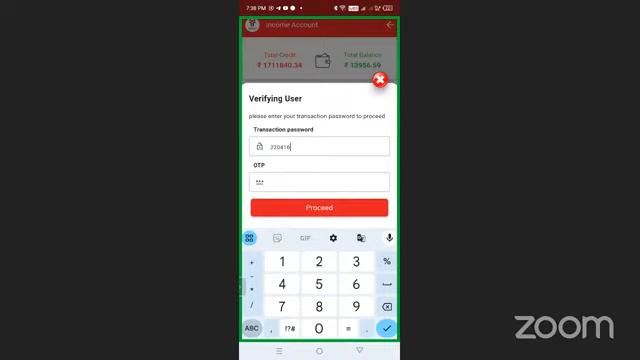 7:38 PM
Income Account
Total Credit
₹ 1711840.34
Total Balance
₹ 13956.59
Verifying User
please enter your transaction password to proceed
Transaction password
220416
OTP
Proceed
GIF
+ 1 2 3 %
- 4 5 6
* 7 8 9
/
ABC , !?# 0 = .
zoom